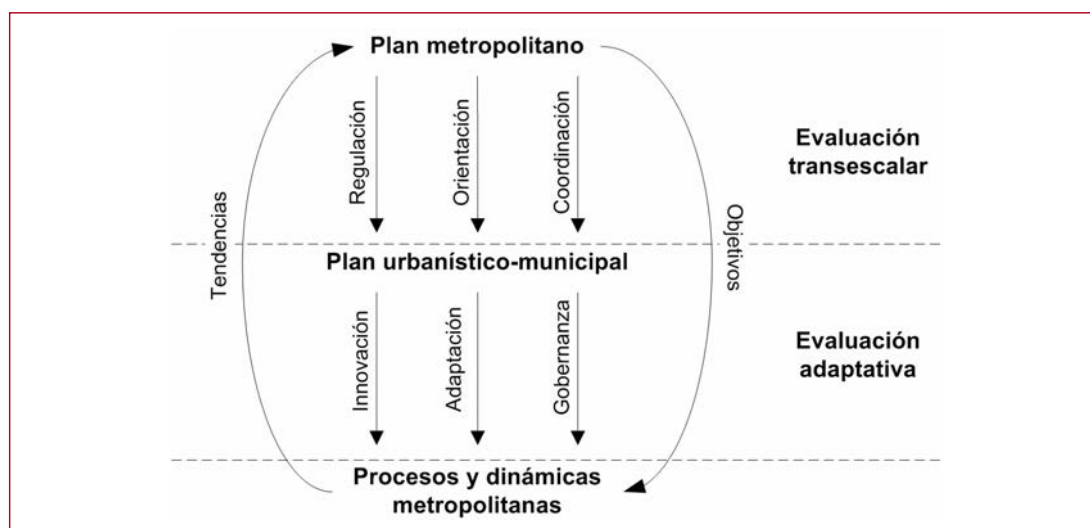 Plan metropolitano
Regulación
Orientación
Coordinación
Evaluación
transescalar
Tendencias
Objetivos
Plan urbanístico-municipal
Innovación
Adaptación
Gobernanza
Evaluación
adaptativa
Procesos y dinámicas
metropolitanas